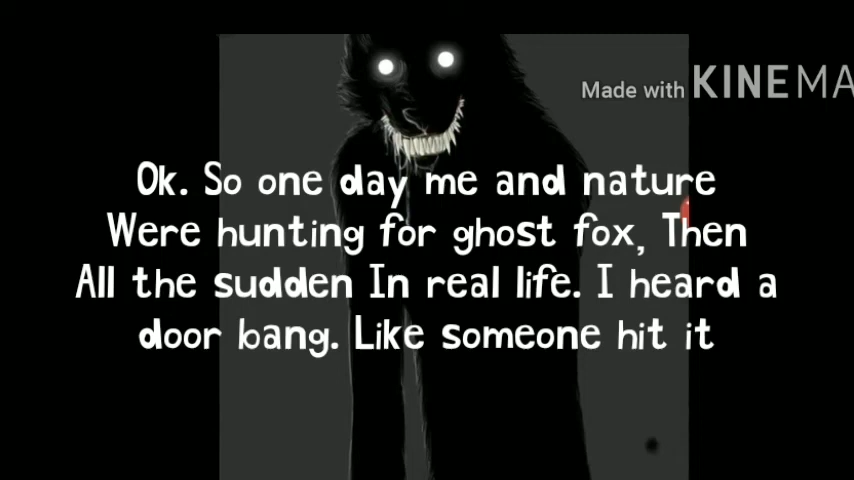 Made with KINEMA
Ok. So one day me and nature
Were hunting for ghost fox, Then
All the sudden In real life. I heard a
door bang. Like someone hit it